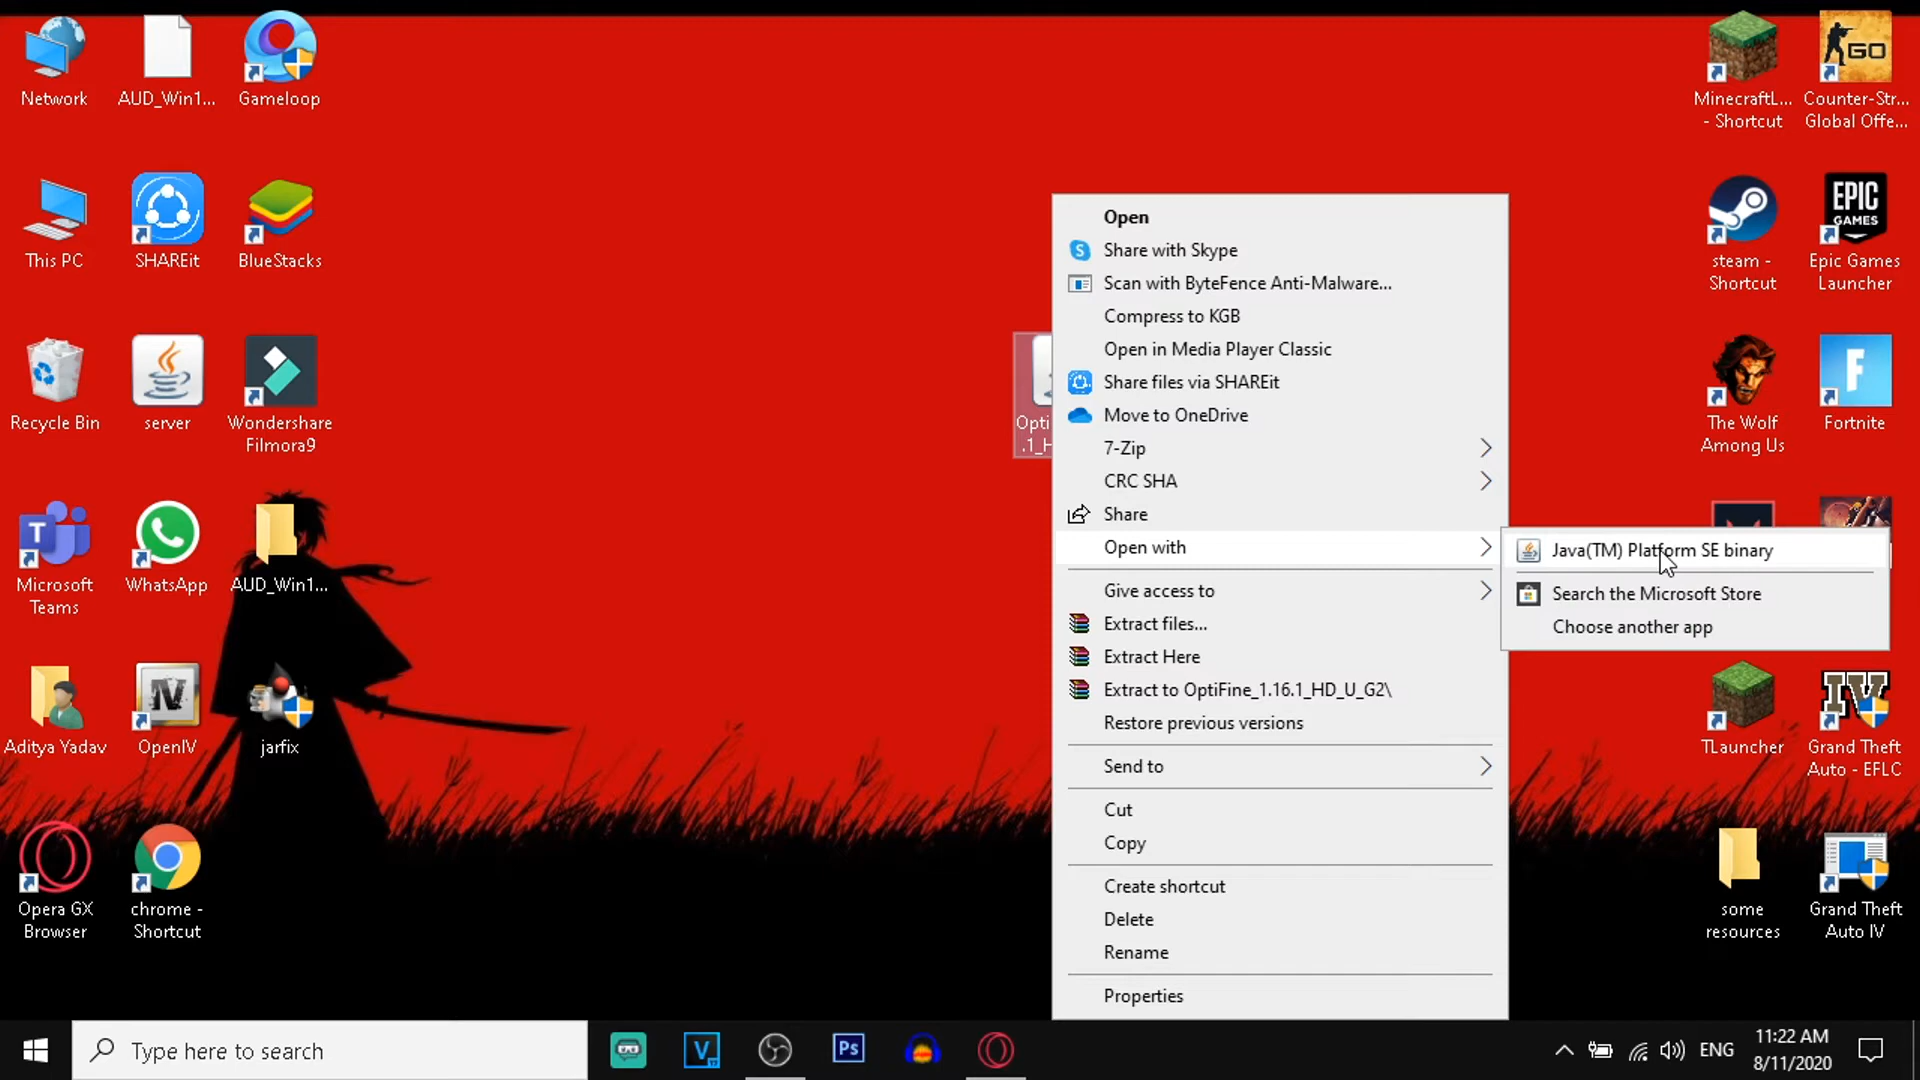 Network
AUD_Win1...
Gameloop
MinecraftL...
- Shortcut
Counter-Str...
Global Offe...
GO
This PC
SHAREit
BlueStacks
steam -
Shortcut
EPIC
GAMES
Epic Games
Launcher
Recycle Bin
server
Wondershare
Filmora9
The Wolf
Among Us
F
Fortnite
Opti
.1_H
T
Microsoft
Teams
WhatsApp
AUD_Win1...
Aditya Yadav
IV
OpenIV
jarfix
TLauncher
IV
Grand Theft
Auto - EFLC
Opera GX
Browser
chrome -
Shortcut
some
resources
Grand Theft
Auto IV
Open
S
Share with Skype
Scan with ByteFence Anti-Malware...
Compress to KGB
Open in Media Player Classic
Share files via SHAREit
Move to OneDrive
7-Zip
CRC SHA
Share
Open with
Give access to
Extract files...
Extract Here
Extract to OptiFine_1.16.1_HD_U_G2\
Restore previous versions
Send to
Cut
Copy
Create shortcut
Delete
Rename
Properties
Java(TM) Platform SE binary
Search the Microsoft Store
Choose another app
Type here to search
V
Ps
ENG
11:22 AM
8/11/2020